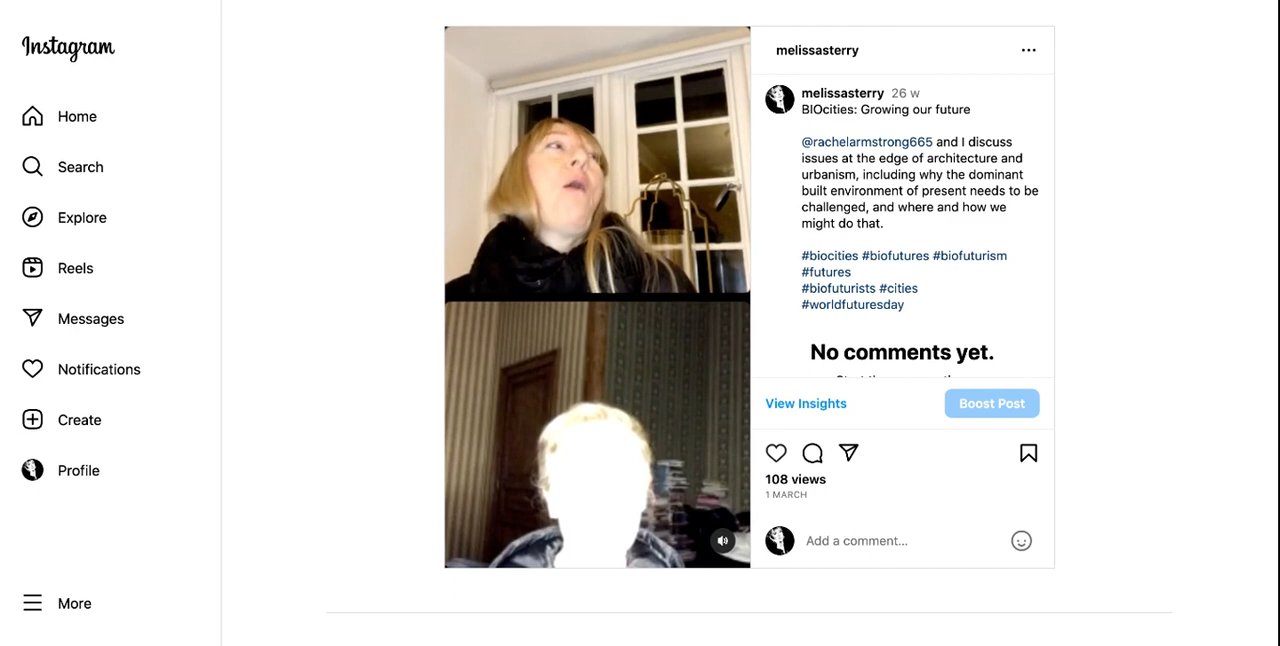 Instagram
Home
Search
Explore
Reels
Messages
Notifications
Create
Profile
More
melissasterry
melissasterry 26 w
BIOcities: Growing our future
@rachelarmstrong665 and I discuss
issues at the edge of architecture and
urbanism, including why the dominant
built environment of present needs to be
challenged, and where and how we
might do that.
#biocities #biofutures #biofuturism
#futures
#biofuturists #cities
#worldfuturesday
No comments yet.
View Insights
Boost Post
108 views
1 MARCH
Add a comment...